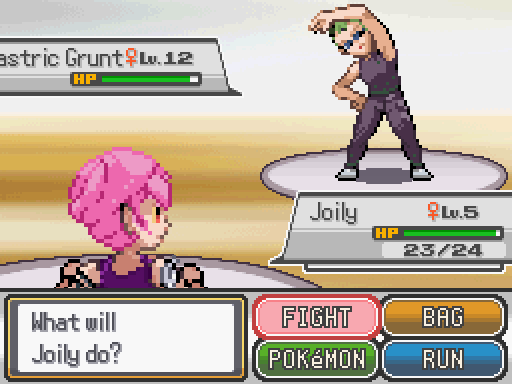 astric Grunt♀Lv.12
HP
Joily ♀Lv.5
HP
23/24
What will
Joily do?
FIGHT
BAG
POKéMON
RUN